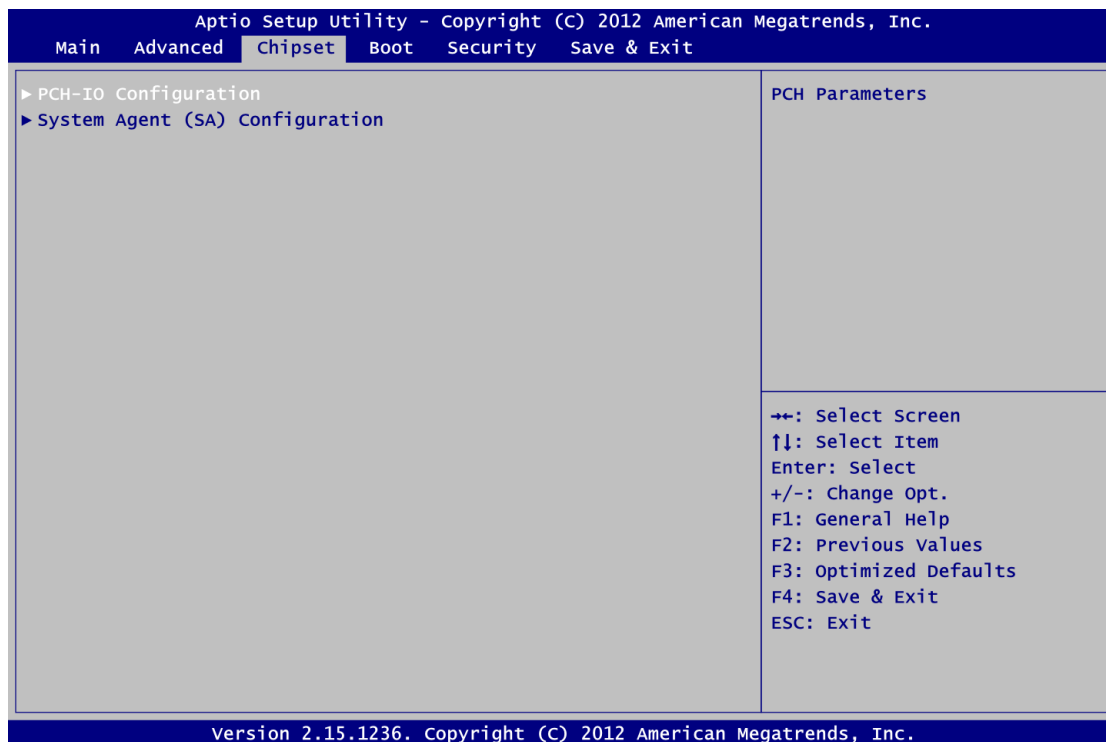 Aptio Setup Utility - Copyright (C) 2012 American Megatrends, Inc.
Main Advanced Chipset Boot Security Save & Exit
►PCH-IO Configuration
►System Agent (SA) Configuration
PCH Parameters
→←: Select Screen
↑↓: Select Item
Enter: Select
+/-: Change Opt.
F1: General Help
F2: Previous Values
F3: Optimized Defaults
F4: Save & Exit
ESC: Exit
Version 2.15.1236. Copyright (C) 2012 American Megatrends, Inc.